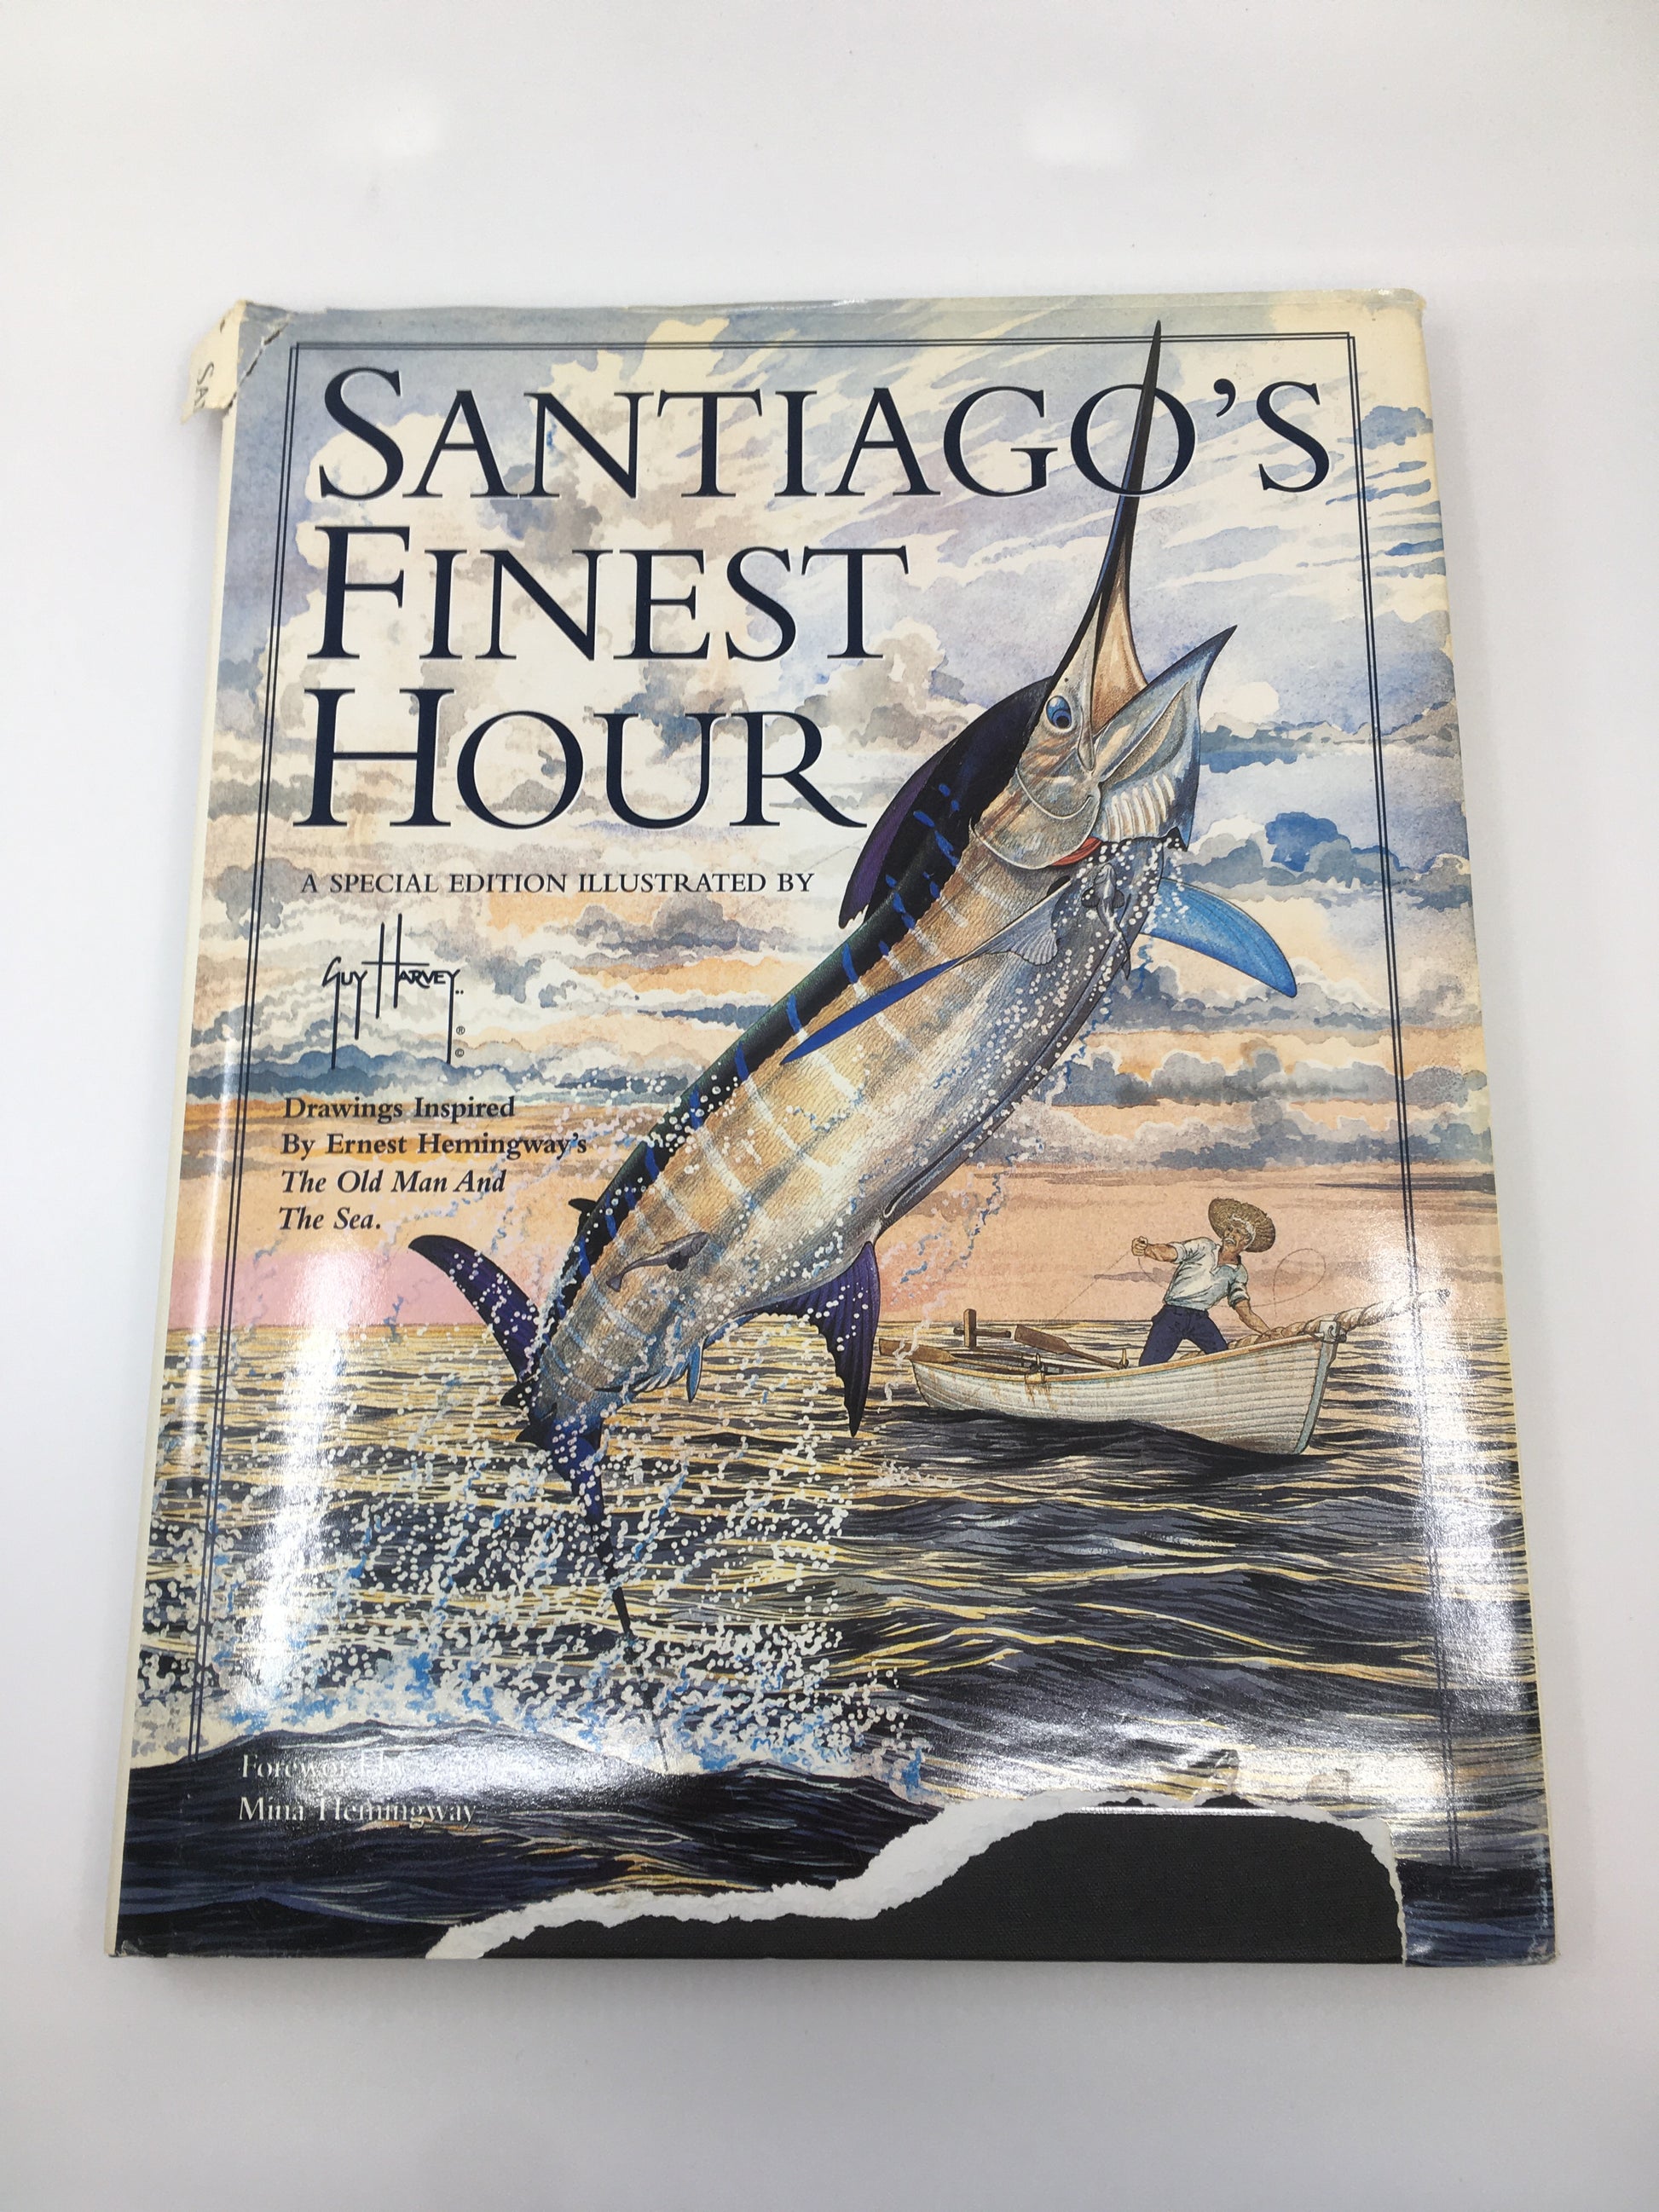 SANTIAGO'S
FINEST
HOUR
A SPECIAL EDITION ILLUSTRATED BY
GUY HARVEY
®
©
Drawings Inspired
By Ernest Hemingway's
The Old Man And
The Sea.
Foreword by
Mina Hemingway
SA